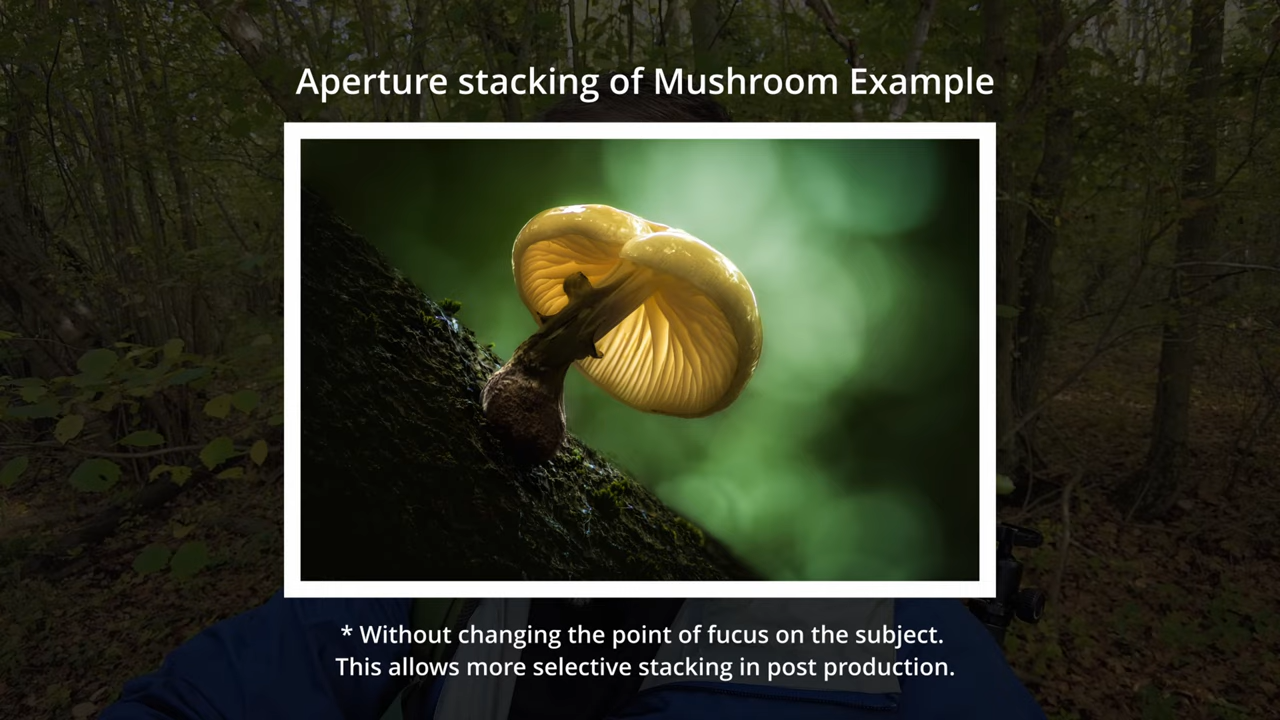 Aperture stacking of Mushroom Example
* Without changing the point of fucus on the subject.
This allows more selective stacking in post production.